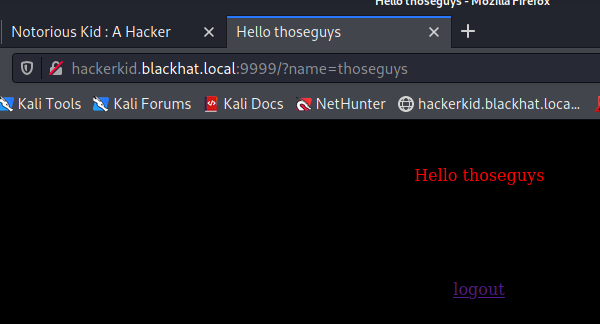 Hello thoseguys - Mozilla Firefox
Notorious Kid : A Hacker
Hello thoseguys
hackerkid.blackhat.local:9999/?name=thoseguys
Kali Tools Kali Forums Kali Docs NetHunter hackerkid.blackhat.loca...
Hello thoseguys
logout